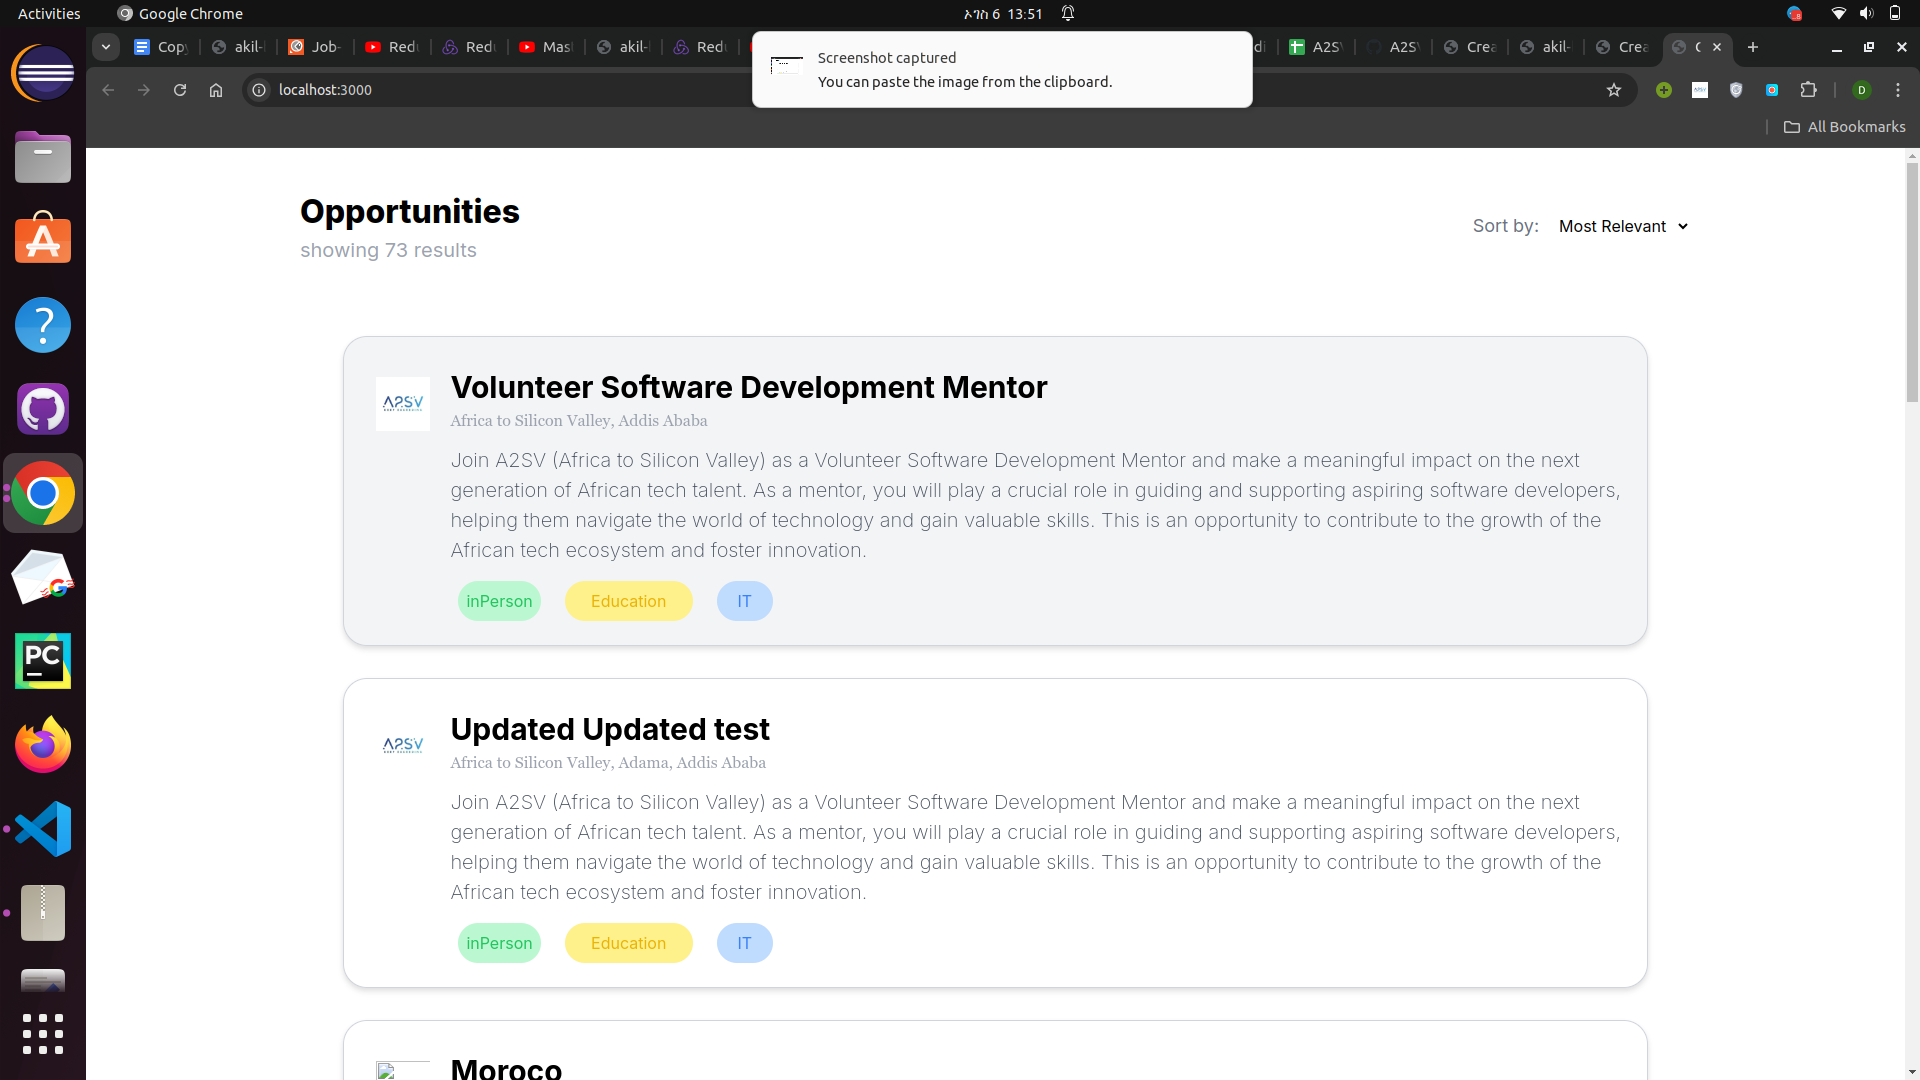 Activities
Google Chrome
ኦገስ 6 13:51
Copy
akil-
Job-
Redu
Redu
Mast
akil-
Redu
A2SV
A2SV
Crea
akil-
Crea
Screenshot captured
You can paste the image from the clipboard.
localhost:3000
D
All Bookmarks
Opportunities
showing 73 results
Sort by: Most Relevant
A2SV
Volunteer Software Development Mentor
Africa to Silicon Valley, Addis Ababa
Join A2SV (Africa to Silicon Valley) as a Volunteer Software Development Mentor and make a meaningful impact on the next
generation of African tech talent. As a mentor, you will play a crucial role in guiding and supporting aspiring software developers,
helping them navigate the world of technology and gain valuable skills. This is an opportunity to contribute to the growth of the
African tech ecosystem and foster innovation.
inPerson Education IT
A2SV
Updated Updated test
Africa to Silicon Valley, Adama, Addis Ababa
Join A2SV (Africa to Silicon Valley) as a Volunteer Software Development Mentor and make a meaningful impact on the next
generation of African tech talent. As a mentor, you will play a crucial role in guiding and supporting aspiring software developers,
helping them navigate the world of technology and gain valuable skills. This is an opportunity to contribute to the growth of the
African tech ecosystem and foster innovation.
inPerson Education IT
Moroco
PC